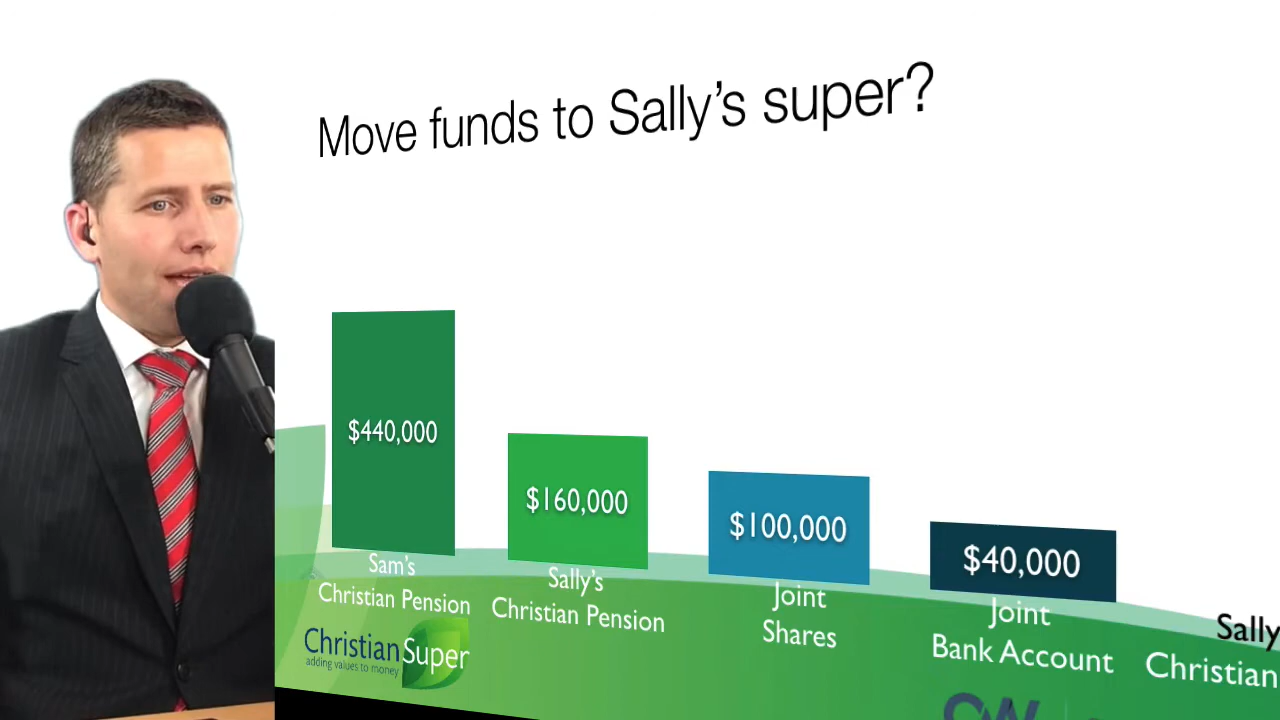 Move funds to Sally's super?
$440,000
$160,000
$100,000
$40,000
Sam's
Christian Pension
Sally's
Christian Pension
Joint
Shares
Joint
Bank Account
Sally
Christian
Christian Super
adding values to money